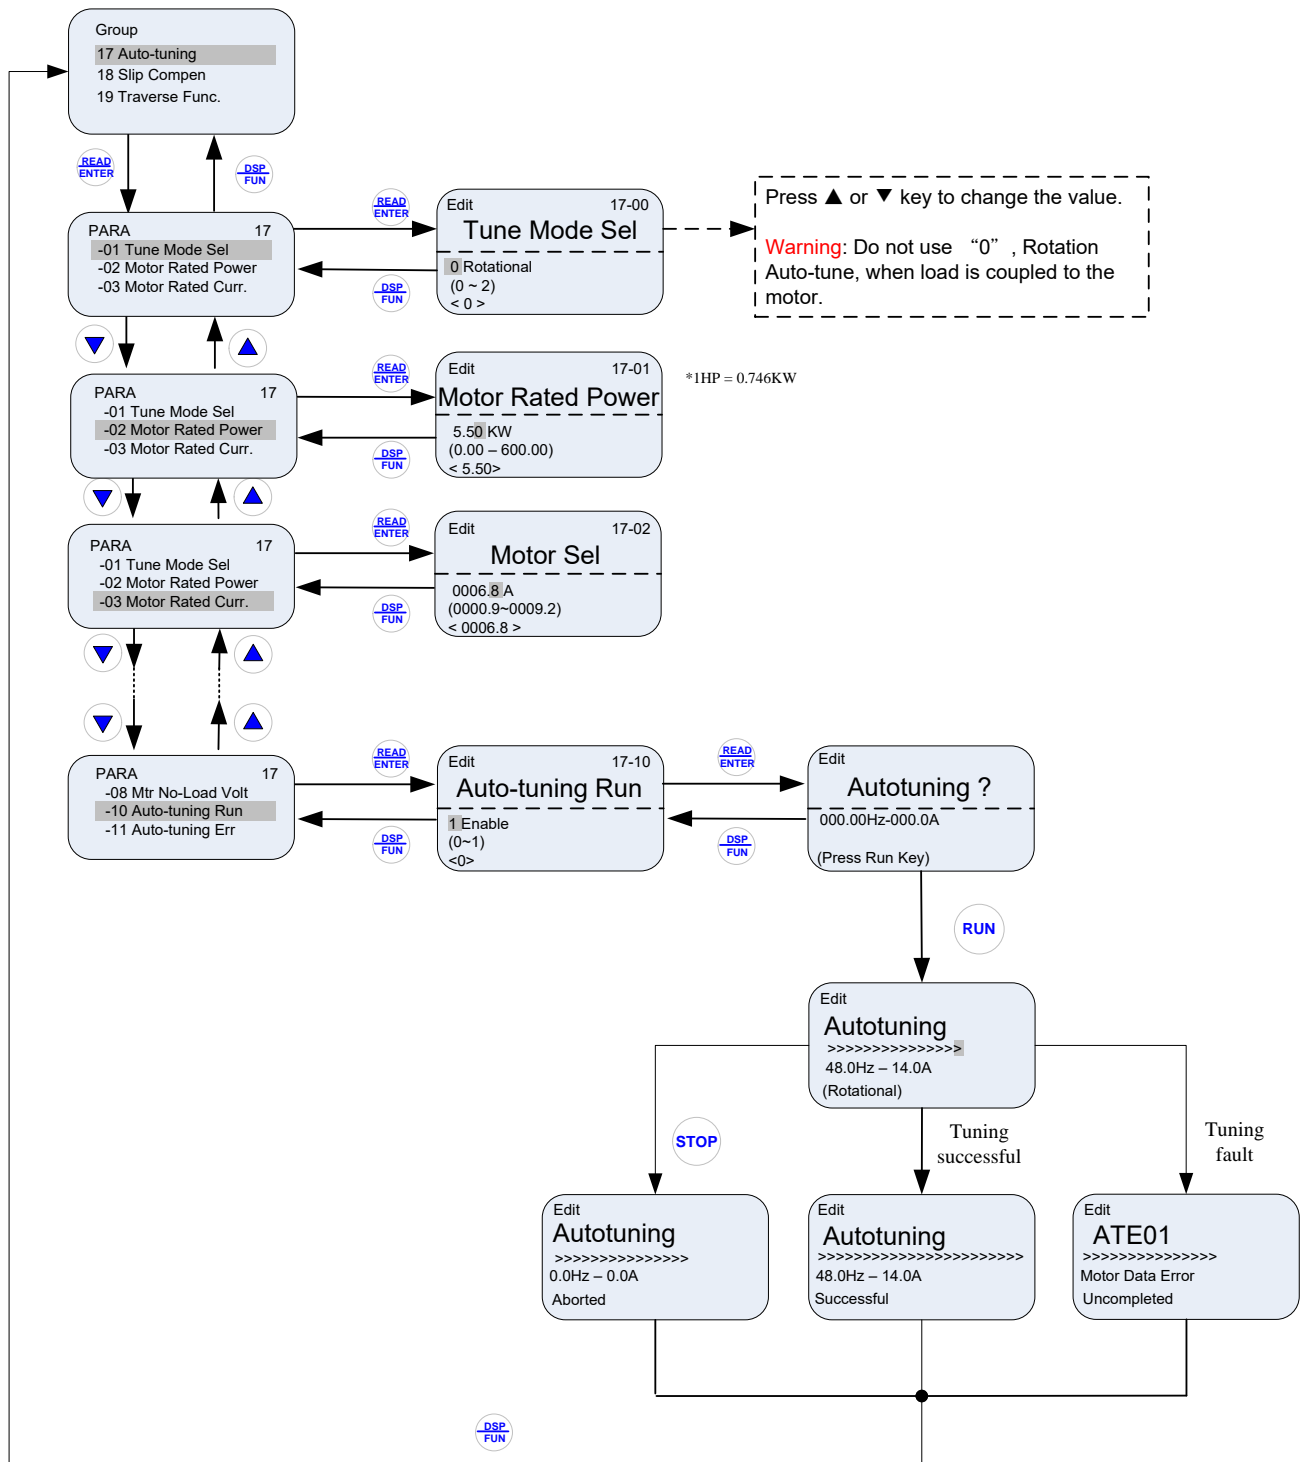 Group
17 Auto-tuning
18 Slip Compen
19 Traverse Func.
READ
ENTER
DSP
FUN
PARA 17
-01 Tune Mode Sel
-02 Motor Rated Power
-03 Motor Rated Curr.
READ
ENTER
DSP
FUN
Edit 17-00
Tune Mode Sel
0 Rotational
(0 ~ 2)
< 0 >
Press ▲ or ▼ key to change the value.
Warning: Do not use “0”, Rotation
Auto-tune, when load is coupled to the
motor.
PARA 17
-01 Tune Mode Sel
-02 Motor Rated Power
-03 Motor Rated Curr.
READ
ENTER
DSP
FUN
Edit 17-01
Motor Rated Power
5.50 KW
(0.00 – 600.00)
< 5.50>
*1HP = 0.746KW
PARA 17
-01 Tune Mode Sel
-02 Motor Rated Power
-03 Motor Rated Curr.
READ
ENTER
DSP
FUN
Edit 17-02
Motor Sel
0006.8 A
(0000.9~0009.2)
< 0006.8 >
PARA 17
-08 Mtr No-Load Volt
-10 Auto-tuning Run
-11 Auto-tuning Err
READ
ENTER
DSP
FUN
Edit 17-10
Auto-tuning Run
1 Enable
(0~1)
<0>
READ
ENTER
DSP
FUN
Edit
Autotuning ?
000.00Hz-000.0A
(Press Run Key)
RUN
Edit
Autotuning
>>>>>>>>>>>>>>>
48.0Hz – 14.0A
(Rotational)
STOP
Tuning
successful
Tuning
fault
Edit
Autotuning
>>>>>>>>>>>>>>>
0.0Hz – 0.0A
Aborted
Edit
Autotuning
>>>>>>>>>>>>>>>>>>>>>>>
48.0Hz – 14.0A
Successful
Edit
ATE01
>>>>>>>>>>>>>>>
Motor Data Error
Uncompleted
DSP
FUN